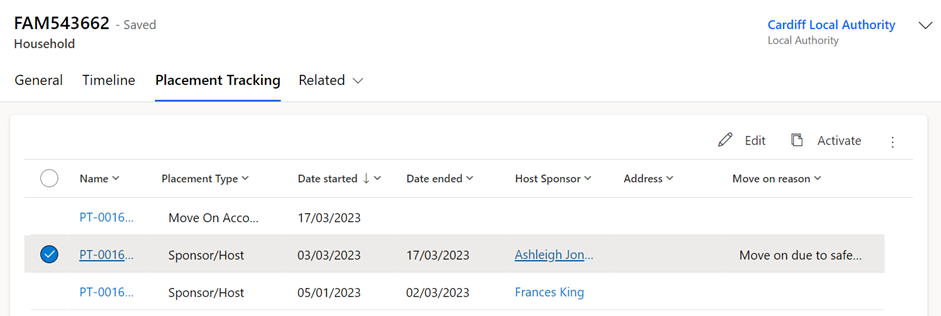 FAM543662 - Saved
Household
Cardiff Local Authority
Local Authority
General Timeline Placement Tracking Related
Edit Activate
Name Placement Type Date started Date ended Host Sponsor Address Move on reason
PT-0016... Move On Acco... 17/03/2023
PT-0016... Sponsor/Host 03/03/2023 17/03/2023 Ashleigh Jon... Move on due to safe...
PT-0016... Sponsor/Host 05/01/2023 02/03/2023 Frances King